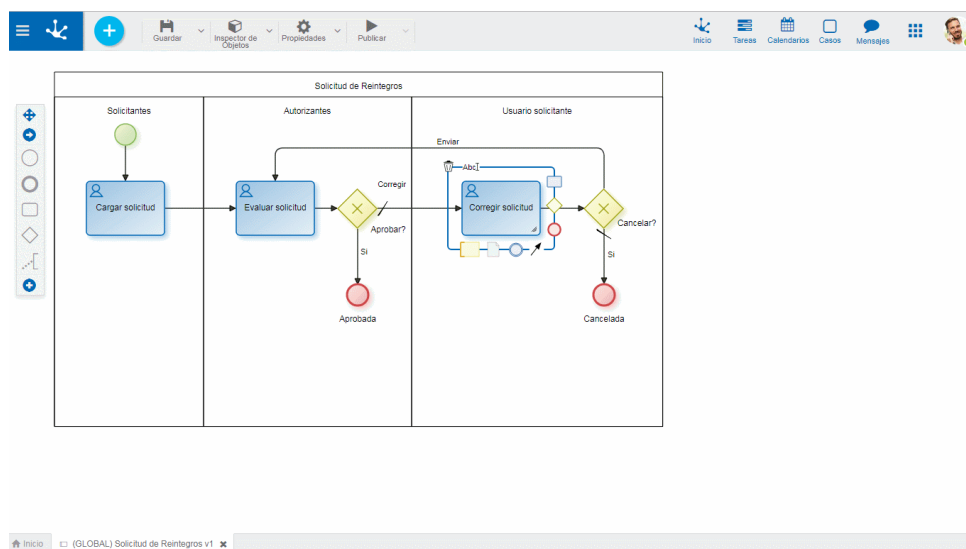 Guardar
Inspector de
Objetos
Propiedades
Publicar
Inicio
Tareas
Calendarios
Casos
Mensajes
Solicitud de Reintegros
Solicitantes
Autorizantes
Usuario solicitante
Enviar
Abc
Corregir
Cargar solicitud
Evaluar solicitud
Corregir solicitud
Aprobar?
Cancelar?
Si
Si
Aprobada
Cancelada
Inicio
(GLOBAL) Solicitud de Reintegros v1